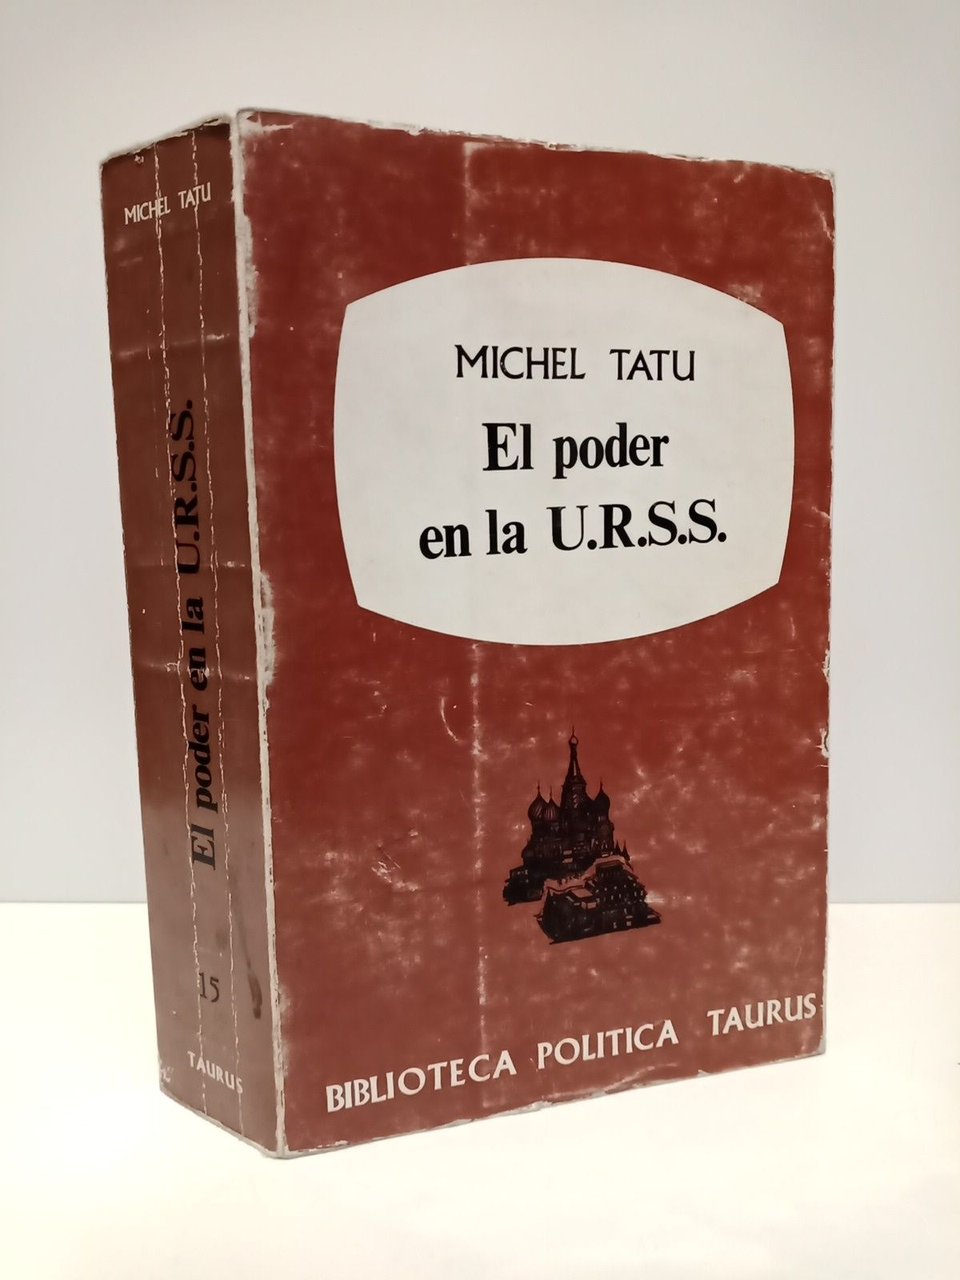 MICHEL TATU
El poder en la U.R.S.S.
15
TAURUS
MICHEL TATU
El poder
en la U.R.S.S.
BIBLIOTECA POLITICA TAURUS